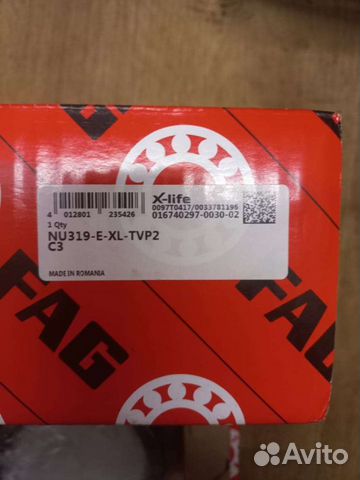 X-life
0097T0417/0033781196
016740297-0030-02
4 012801 235426
1 Qty
NU319-E-XL-TVP2
C3
MADE IN ROMANIA
FAG
FAG
Avito